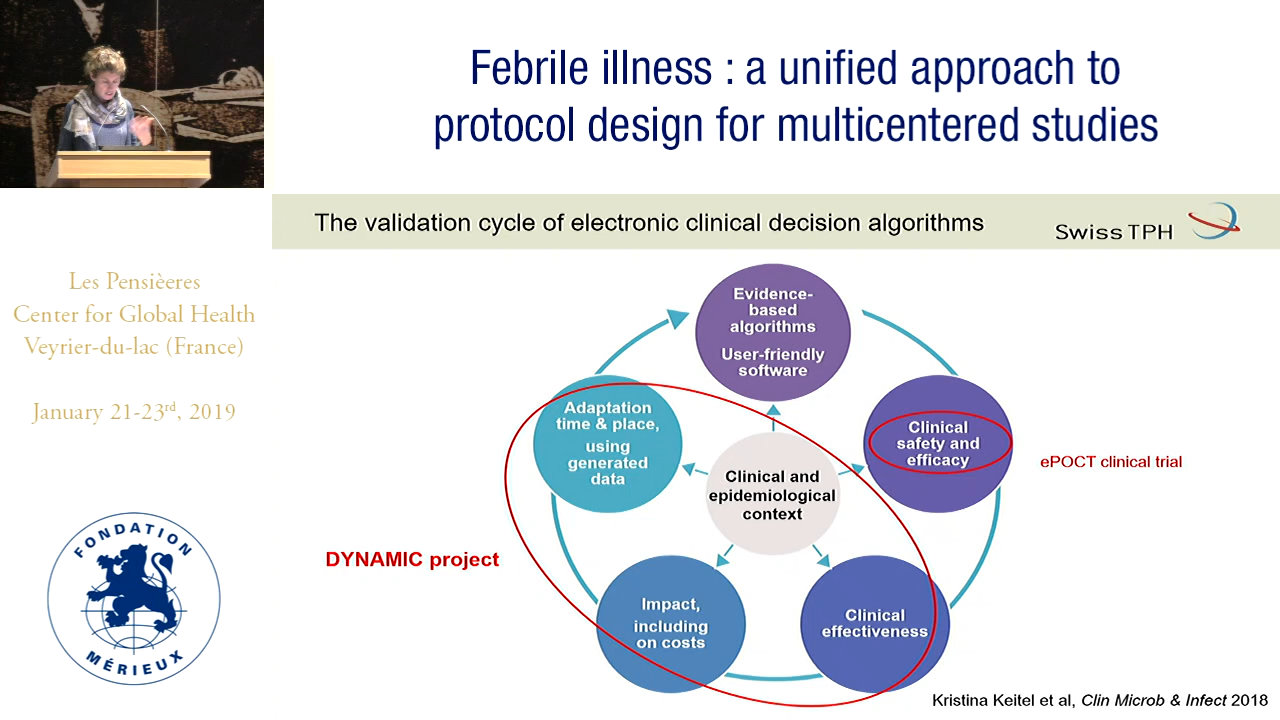 Febrile illness : a unified approach to
protocol design for multicentered studies
The validation cycle of electronic clinical decision algorithms
Swiss TPH
Les Pensièeres
Center for Global Health
Veyrier-du-lac (France)
January 21-23rd, 2019
FONDATION
MÉRIEUX
Evidence-
based
algorithms
User-friendly
software
Clinical
safety and
efficacy
ePOCT clinical trial
Clinical
effectiveness
Impact,
including
on costs
Adaptation
time & place,
using
generated
data
Clinical and
epidemiological
context
DYNAMIC project
Kristina Keitel et al, Clin Microb & Infect 2018